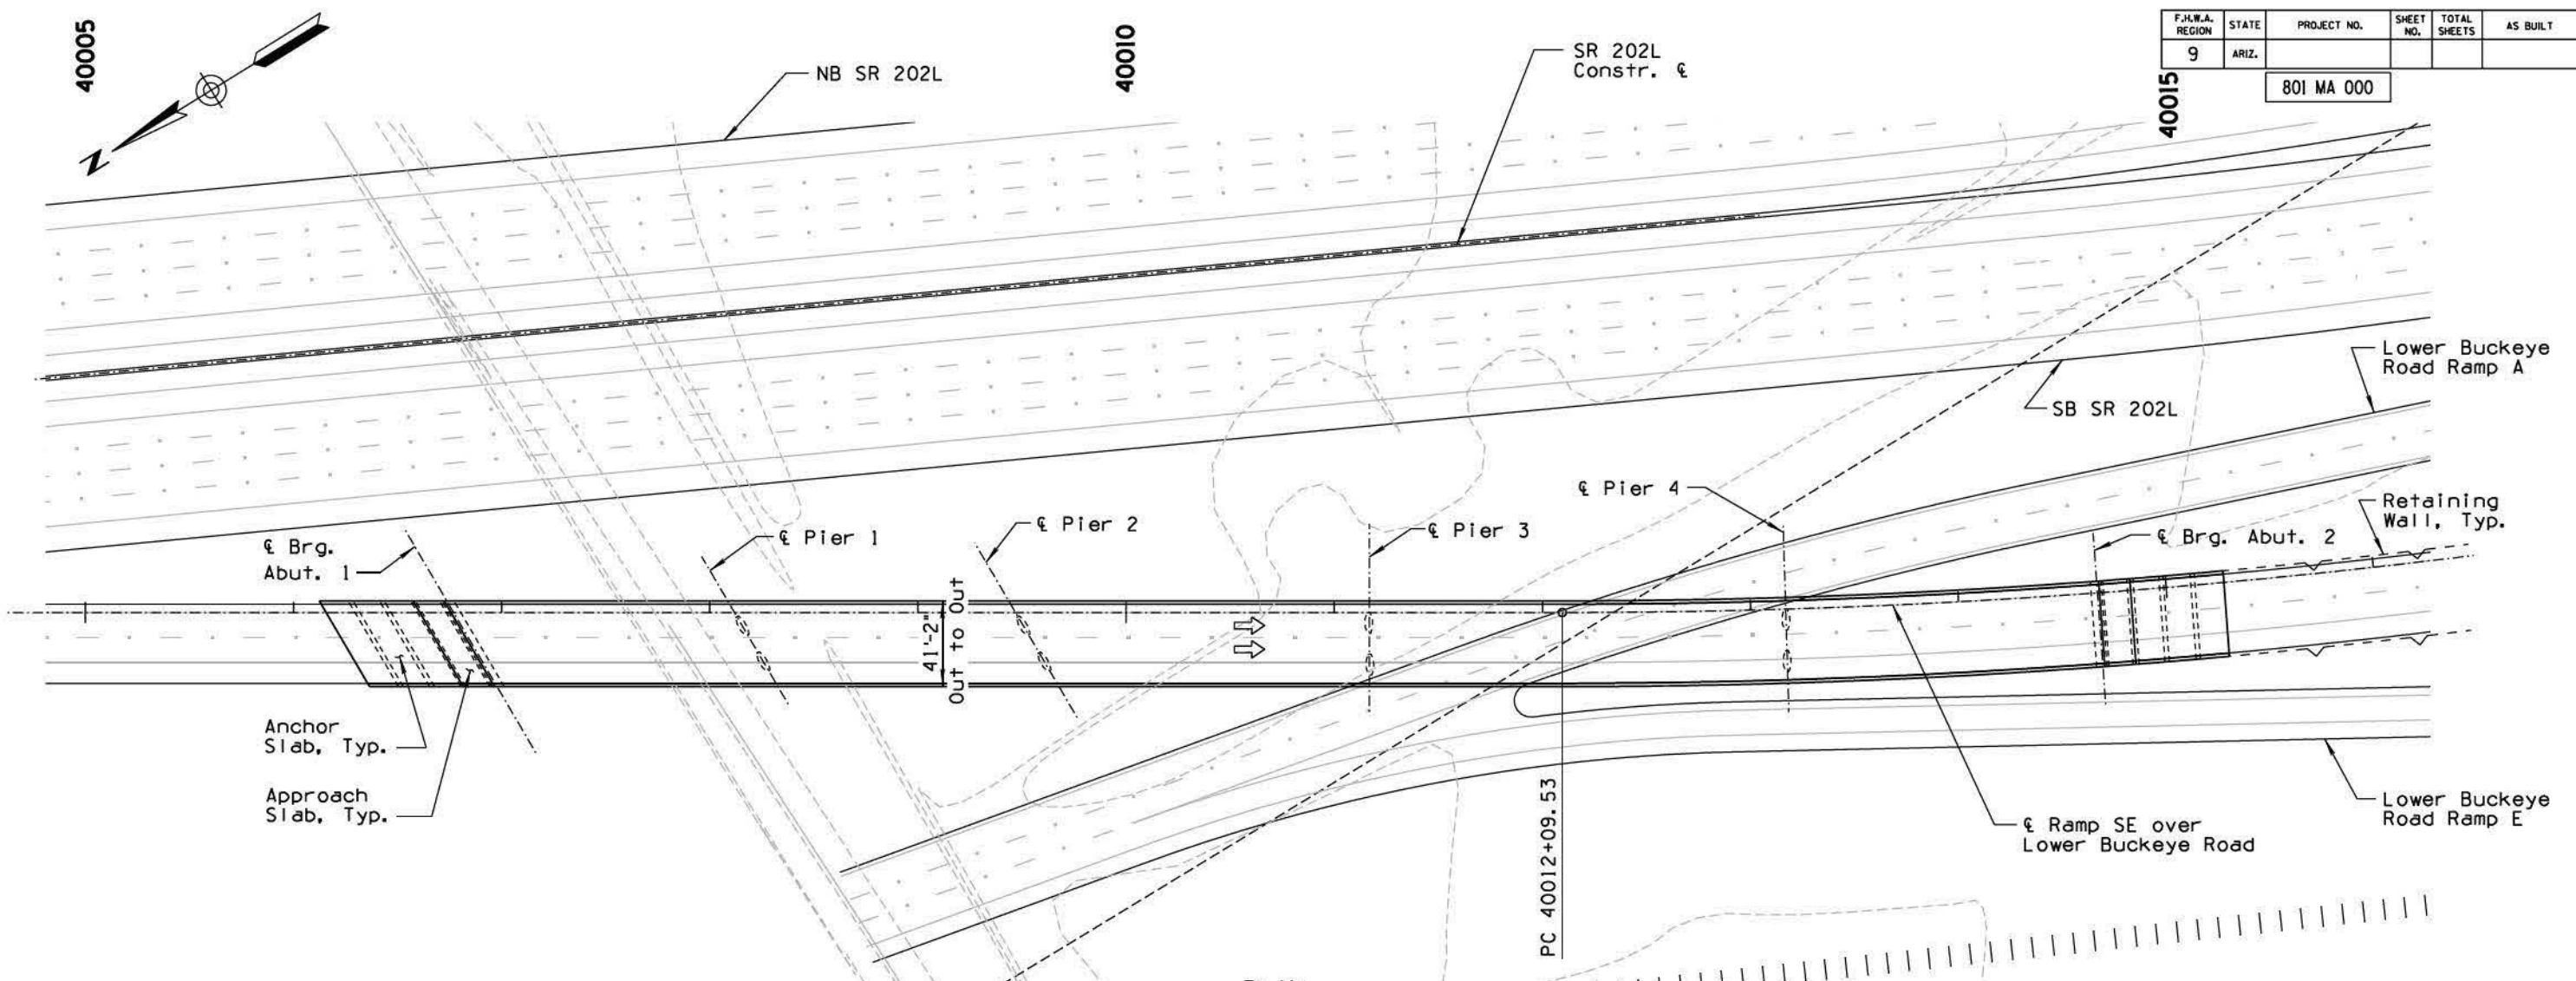 40005
40010
40015
F.H.W.A. REGION
STATE
PROJECT NO.
SHEET NO.
TOTAL SHEETS
AS BUILT
9
ARIZ.
801 MA 000
N
NB SR 202L
SR 202L
Constr. ℄
Lower Buckeye
Road Ramp A
SB SR 202L
℄ Pier 4
Retaining
Wall, Typ.
℄ Brg.
Abut. 1
℄ Pier 1
℄ Pier 2
℄ Pier 3
℄ Brg. Abut. 2
41'-2"
Out to Out
Anchor
Slab, Typ.
Approach
Slab, Typ.
PC 40012+09.53
℄ Ramp SE over
Lower Buckeye Road
Lower Buckeye
Road Ramp E